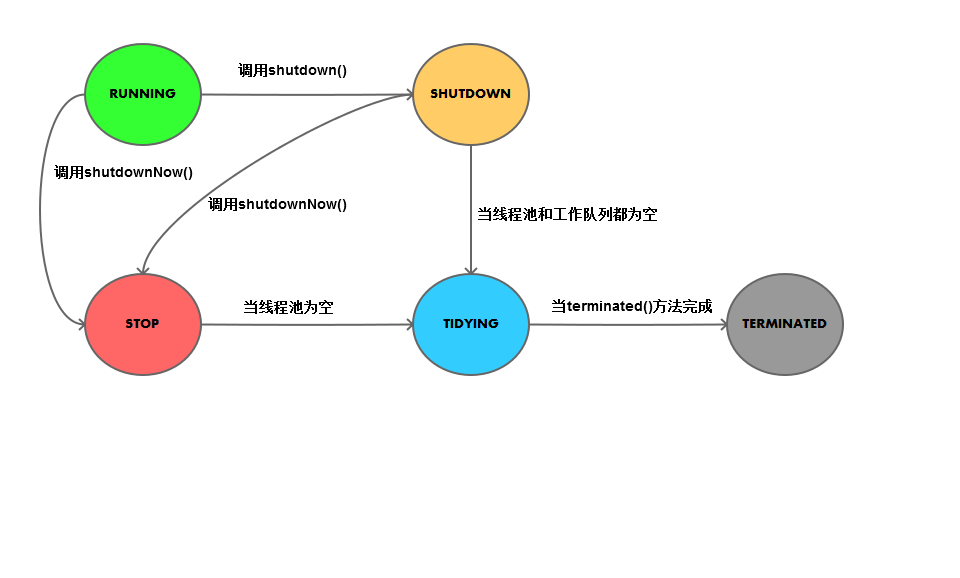 调用shutdown()
RUNNING
SHUTDOWN
调用shutdownNow()
调用shutdownNow()
当线程池和工作队列都为空
当线程池为空
当terminated()方法完成
STOP
TIDYING
TERMINATED